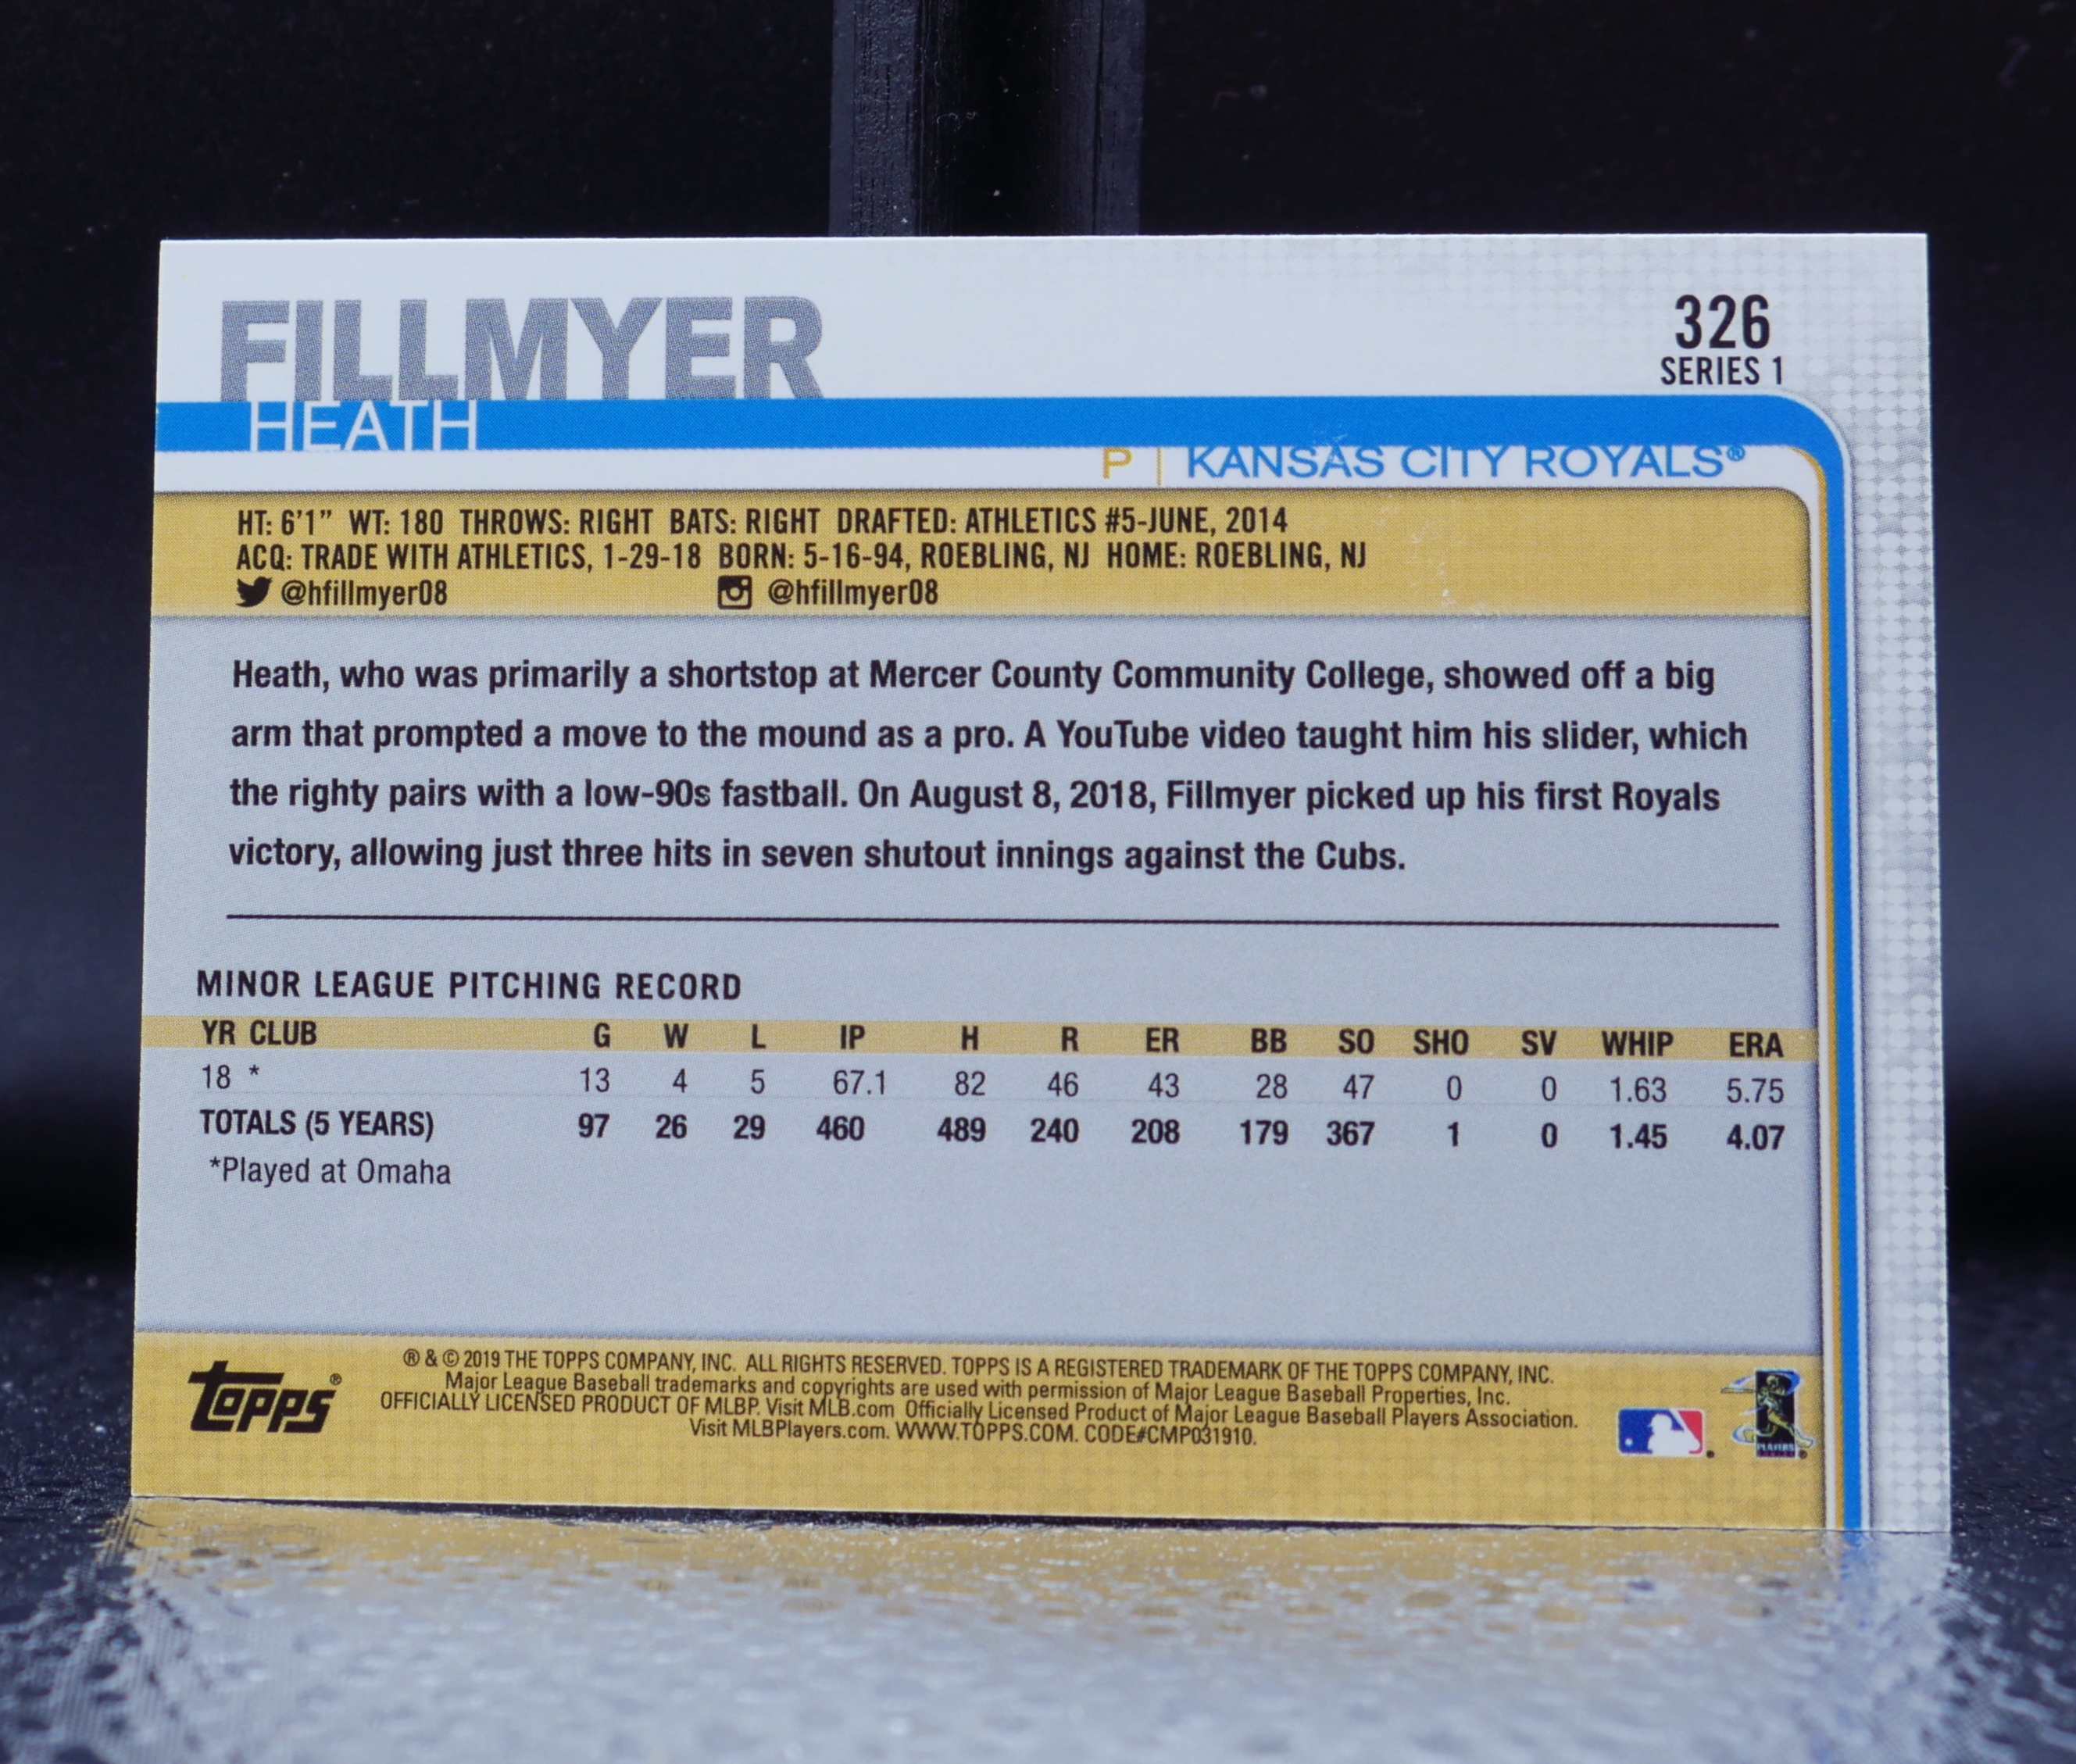 FILLMYER
HEATH
326
SERIES 1
P | KANSAS CITY ROYALS®
HT: 6'1" WT: 180 THROWS: RIGHT BATS: RIGHT DRAFTED: ATHLETICS #5-JUNE, 2014
ACQ: TRADE WITH ATHLETICS, 1-29-18 BORN: 5-16-94, ROEBLING, NJ HOME: ROEBLING, NJ
@hfillmyer08 @hfillmyer08
Heath, who was primarily a shortstop at Mercer County Community College, showed off a big
arm that prompted a move to the mound as a pro. A YouTube video taught him his slider, which
the righty pairs with a low-90s fastball. On August 8, 2018, Fillmyer picked up his first Royals
victory, allowing just three hits in seven shutout innings against the Cubs.
MINOR LEAGUE PITCHING RECORD
YR CLUB G W L IP H R ER BB SO SHO SV WHIP ERA
18 * 13 4 5 67.1 82 46 43 28 47 0 0 1.63 5.75
TOTALS (5 YEARS) 97 26 29 460 489 240 208 179 367 1 0 1.45 4.07
*Played at Omaha
topps®
® & © 2019 THE TOPPS COMPANY, INC. ALL RIGHTS RESERVED. TOPPS IS A REGISTERED TRADEMARK OF THE TOPPS COMPANY, INC.
Major League Baseball trademarks and copyrights are used with permission of Major League Baseball Properties, Inc.
OFFICIALLY LICENSED PRODUCT OF MLBP. Visit MLB.com Officially Licensed Product of Major League Baseball Players Association.
Visit MLBPlayers.com. WWW.TOPPS.COM. CODE#CMP031910.
PLAYERS